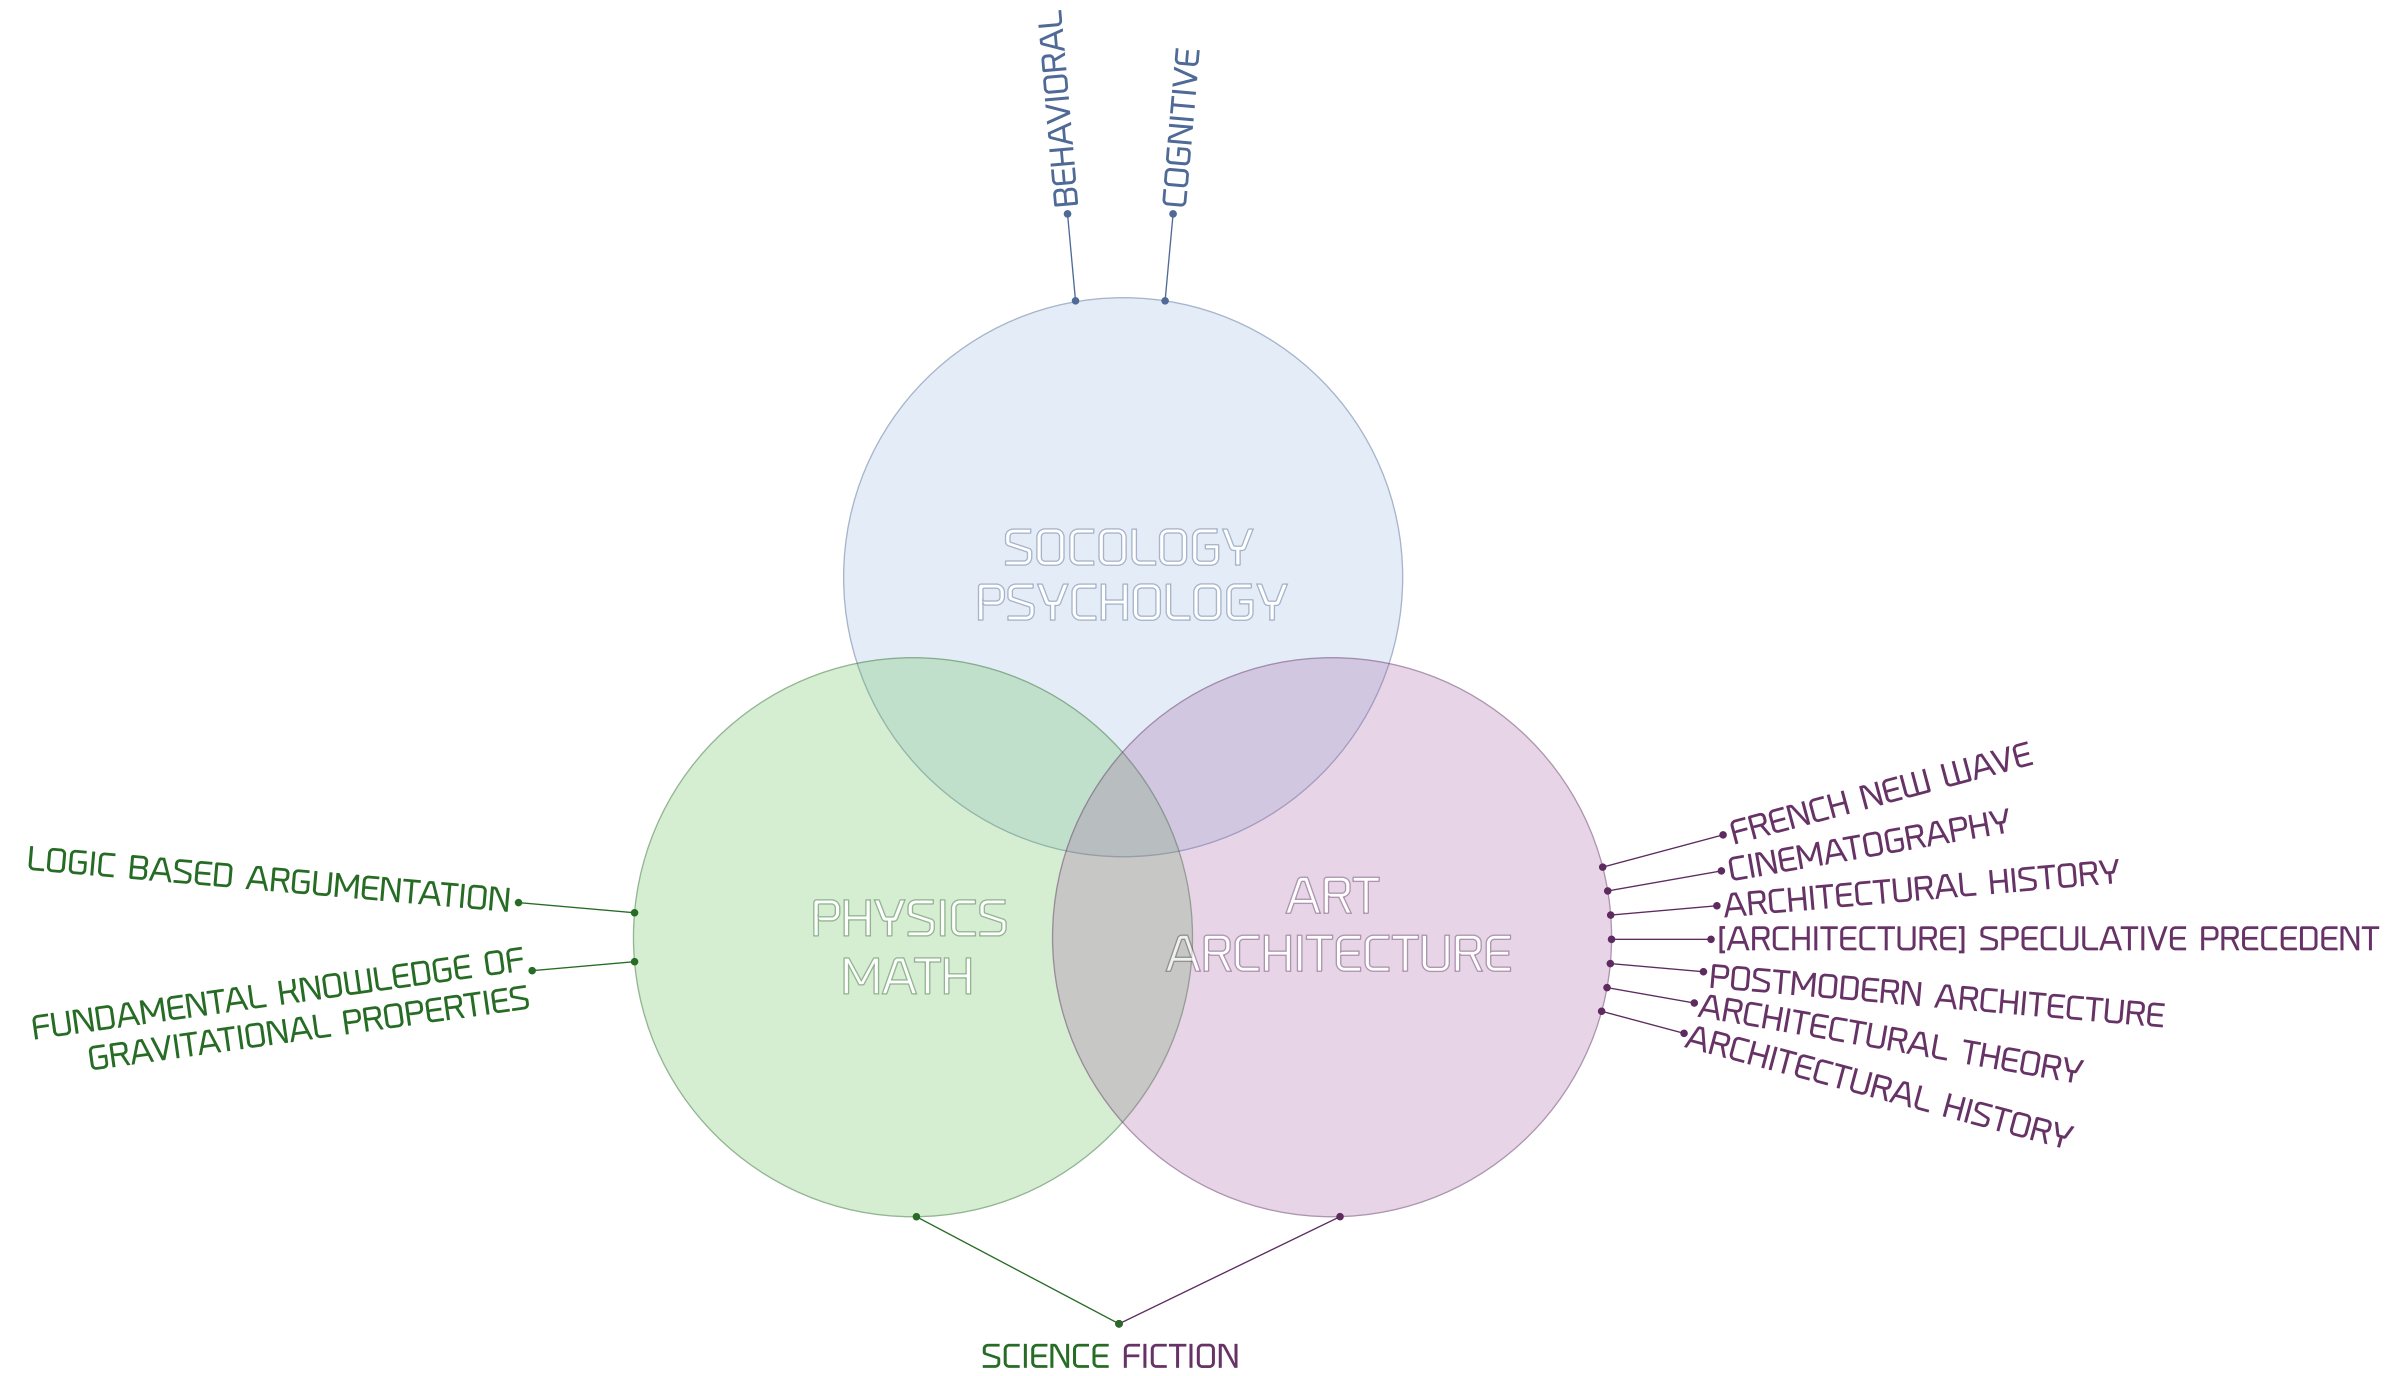 BEHAVIORAL
COGNITIVE
SOCOLOGY
PSYCHOLOGY
PHYSICS
MATH
ART
ARCHITECTURE
LOGIC BASED ARGUMENTATION
FUNDAMENTAL KNOWLEDGE OF
GRAVITATIONAL PROPERTIES
FRENCH NEW WAVE
CINEMATOGRAPHY
ARCHITECTURAL HISTORY
[ARCHITECTURE] SPECULATIVE PRECEDENT
POSTMODERN ARCHITECTURE
ARCHITECTURAL THEORY
ARCHITECTURAL HISTORY
SCIENCE FICTION